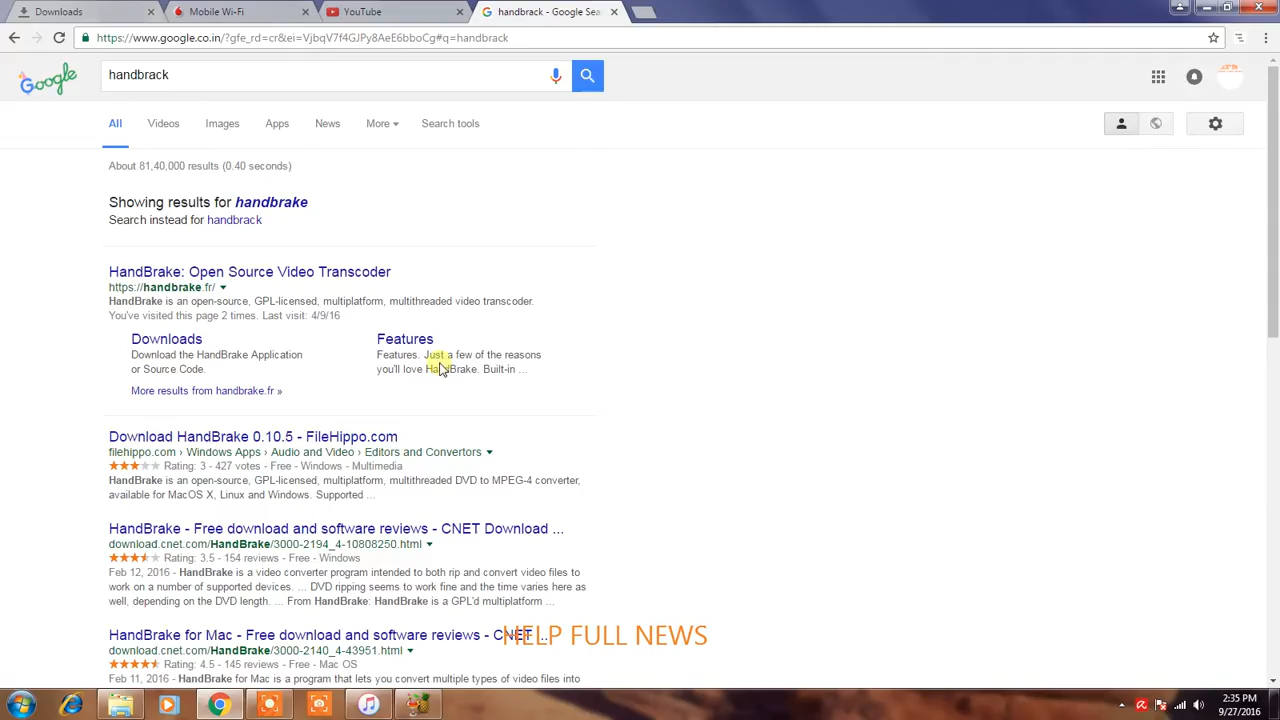 Downloads
Mobile Wi-Fi
YouTube
handbrack - Google Sea
https://www.google.co.in/?gfe_rd=cr&ei=VjbqV7f4GJPy8AeE6bboCg#q=handbrack
Google
handbrack
All
Videos
Images
Apps
News
More
Search tools
About 81,40,000 results (0.40 seconds)
Showing results for handbrake
Search instead for handbrack
HandBrake: Open Source Video Transcoder
https://handbrake.fr/
HandBrake is an open-source, GPL-licensed, multiplatform, multithreaded video transcoder.
You've visited this page 2 times. Last visit: 4/9/16
Downloads
Download the HandBrake Application
or Source Code.
Features
Features. Just a few of the reasons
you'll love HandBrake. Built-in ...
More results from handbrake.fr »
Download HandBrake 0.10.5 - FileHippo.com
filehippo.com › Windows Apps › Audio and Video › Editors and Convertors
Rating: 3 - 427 votes - Free - Windows - Multimedia
HandBrake is an open-source, GPL-licensed, multiplatform, multithreaded DVD to MPEG-4 converter,
available for MacOS X, Linux and Windows. Supported ...
HandBrake - Free download and software reviews - CNET Download ...
download.cnet.com/HandBrake/3000-2194_4-10808250.html
Rating: 3.5 - 154 reviews - Free - Windows
Feb 12, 2016 - HandBrake is a video converter program intended to both rip and convert video files to
work on a number of supported devices. ... DVD ripping seems to work fine and the time varies here as
well, depending on the DVD length. ... From HandBrake: HandBrake is a GPL'd multiplatform ...
HandBrake for Mac - Free download and software reviews - CNET ...
HELP FULL NEWS
download.cnet.com/HandBrake/3000-2140_4-43951.html
Rating: 4.5 - 145 reviews - Free - Mac OS
Feb 11, 2016 - HandBrake for Mac is a program that lets you convert multiple types of video files into
2:35 PM
9/27/2016